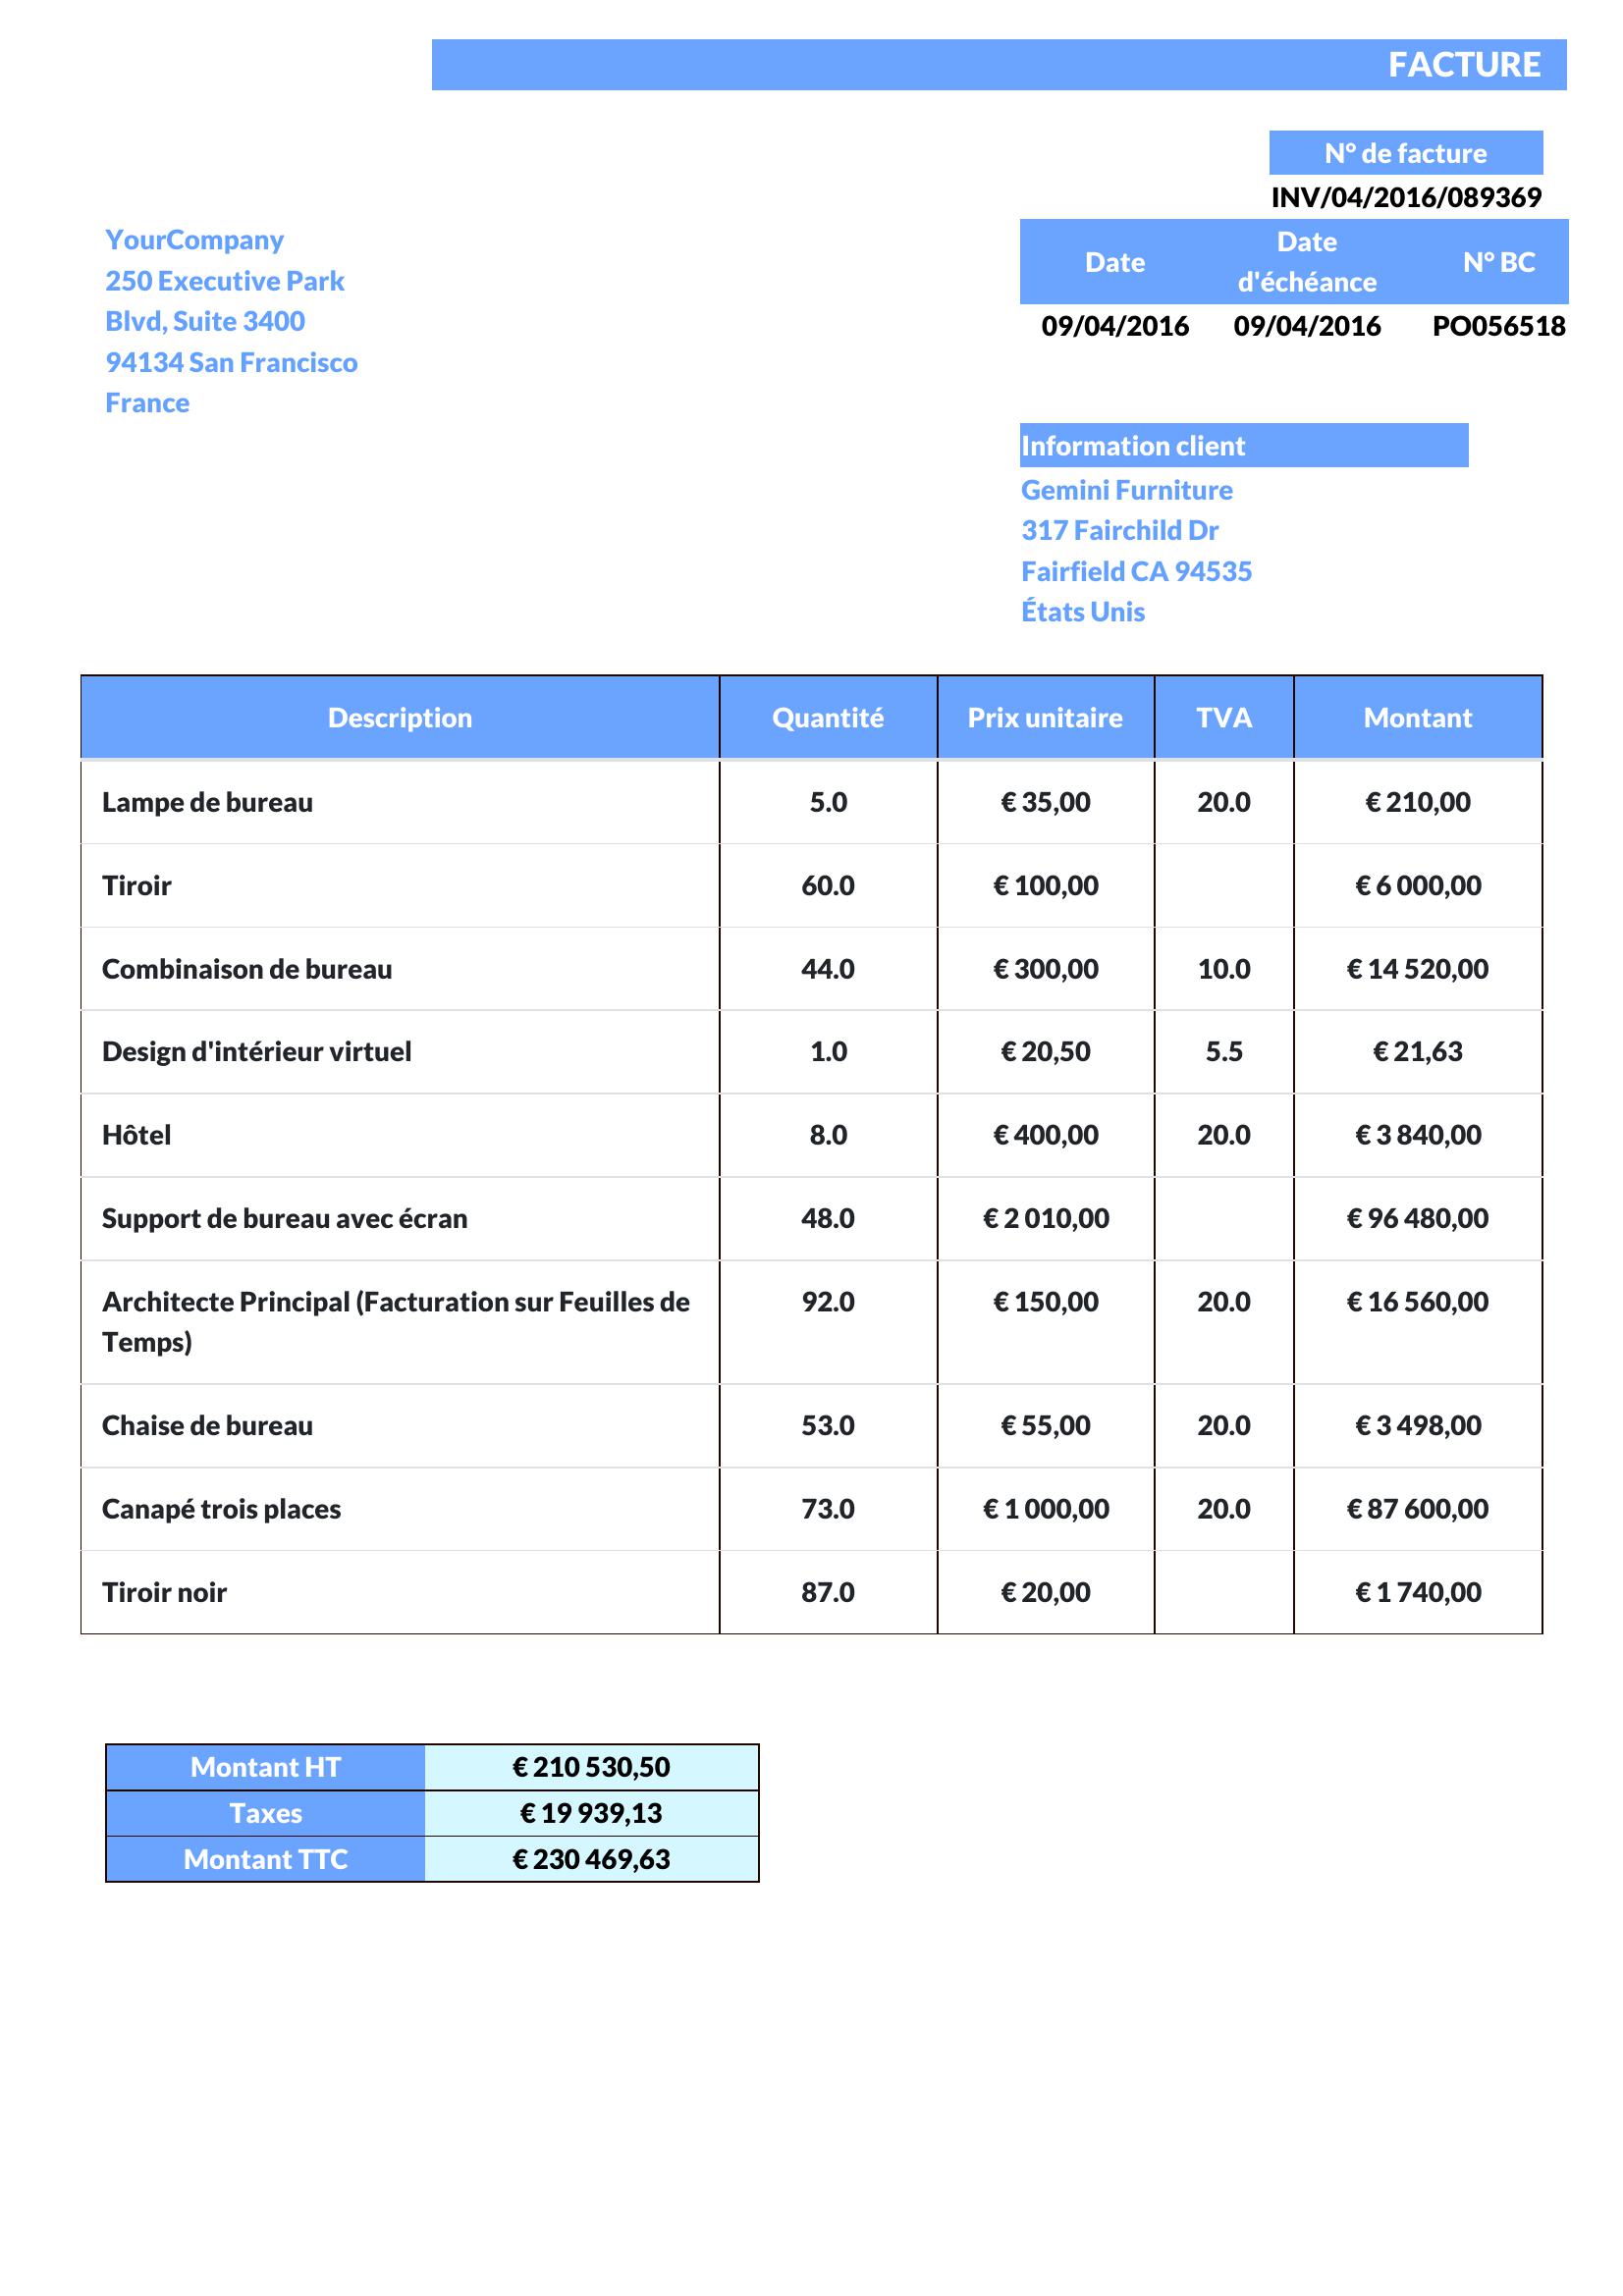 FACTURE
N° de facture
INV/04/2016/089369
YourCompany
250 Executive Park
Blvd, Suite 3400
94134 San Francisco
France
Date Date d'échéance N° BC
09/04/2016 09/04/2016 PO056518
Information client
Gemini Furniture
317 Fairchild Dr
Fairfield CA 94535
États Unis
Description Quantité Prix unitaire TVA Montant
Lampe de bureau 5.0 € 35,00 20.0 € 210,00
Tiroir 60.0 € 100,00 € 6 000,00
Combinaison de bureau 44.0 € 300,00 10.0 € 14 520,00
Design d'intérieur virtuel 1.0 € 20,50 5.5 € 21,63
Hôtel 8.0 € 400,00 20.0 € 3 840,00
Support de bureau avec écran 48.0 € 2 010,00 € 96 480,00
Architecte Principal (Facturation sur Feuilles de 92.0 € 150,00 20.0 € 16 560,00
Temps)
Chaise de bureau 53.0 € 55,00 20.0 € 3 498,00
Canapé trois places 73.0 € 1 000,00 20.0 € 87 600,00
Tiroir noir 87.0 € 20,00 € 1 740,00
Montant HT € 210 530,50
Taxes € 19 939,13
Montant TTC € 230 469,63